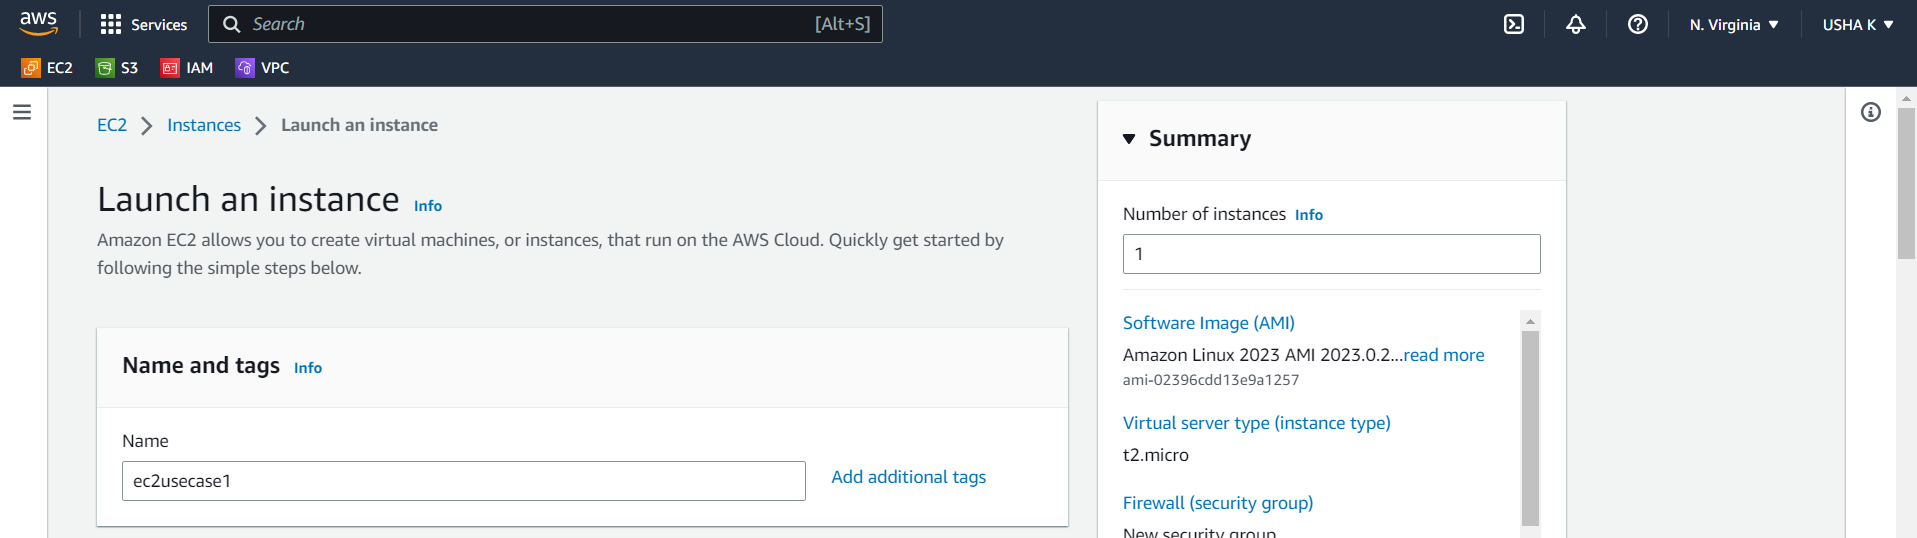 aws
Services
Search
[Alt+S]
N. Virginia
USHA K
EC2
S3
IAM
VPC
EC2
Instances
Launch an instance
Launch an instance Info
Amazon EC2 allows you to create virtual machines, or instances, that run on the AWS Cloud. Quickly get started by
following the simple steps below.
Name and tags Info
Name
ec2usecase1
Add additional tags
Summary
Number of instances Info
1
Software Image (AMI)
Amazon Linux 2023 AMI 2023.0.2...read more
ami-02396cdd13e9a1257
Virtual server type (instance type)
t2.micro
Firewall (security group)
New security group